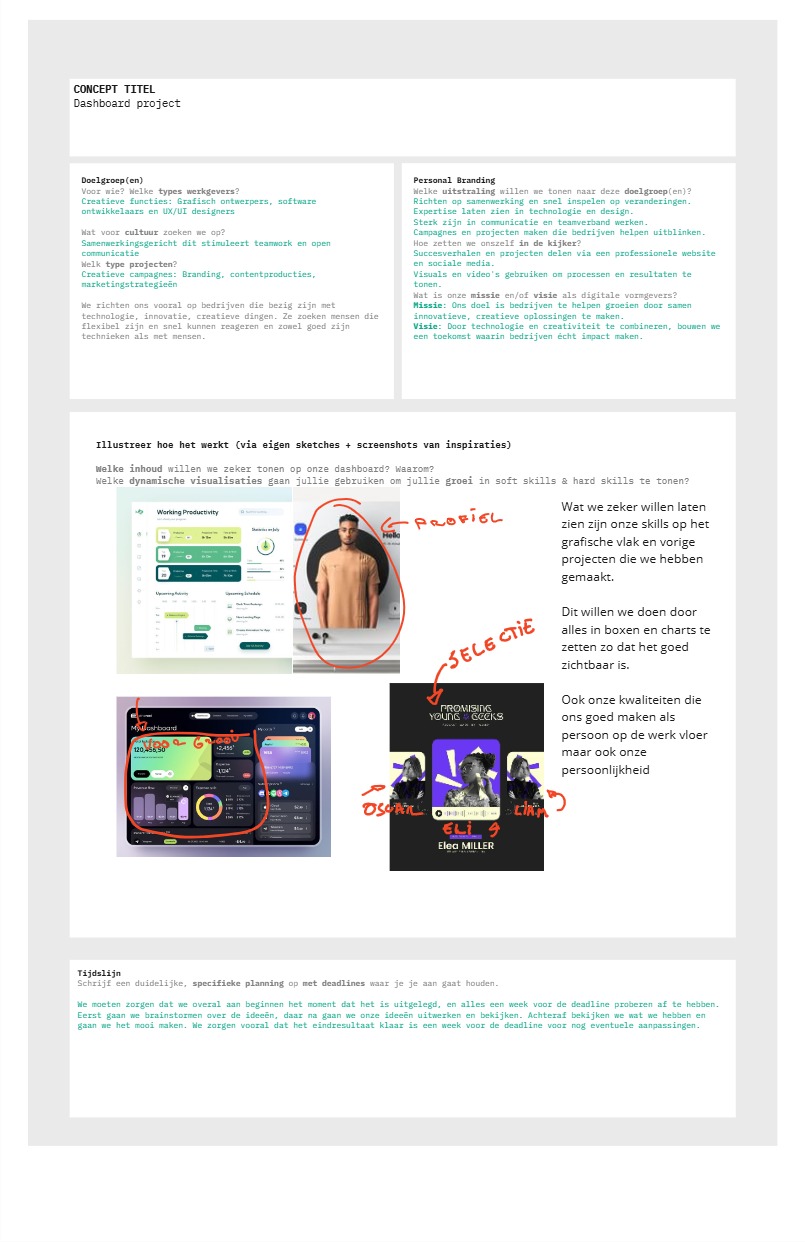 CONCEPT TITEL
Dashboard project
Doelgroep(en)
Voor wie? Welke types werkgevers?
Creatieve functies: Grafisch ontwerpers, software
ontwikkelaars en UX/UI designers
Wat voor cultuur zoeken we op?
Samenwerkingsgericht dit stimuleert teamwork en open
communicatie
Welk type projecten?
Creatieve campagnes: Branding, contentproducties,
marketingstrategieën
We richten ons vooral op bedrijven die bezig zijn met
technologie, innovatie, creatieve dingen. Ze zoeken mensen die
flexibel zijn en snel kunnen reageren en zowel goed zijn
technieken als met mensen.
Personal Branding
Welke uitstraling willen we tonen naar deze doelgroep(en)?
Richten op samenwerking en snel inspelen op veranderingen.
Expertise laten zien in technologie en design.
Sterk zijn in communicatie en teamverband werken.
Campagnes en projecten maken die bedrijven helpen uitblinken.
Hoe zetten we onszelf in de kijker?
Succesverhalen en projecten delen via een professionele website
en sociale media.
Visuals en video's gebruiken om processen en resultaten te
tonen.
Wat is onze missie en/of visie als digitale vormgevers?
Missie: Ons doel is bedrijven te helpen groeien door samen
innovatieve, creatieve oplossingen te maken.
Visie: Door technologie en creativiteit te combineren, bouwen we
een toekomst waarin bedrijven écht impact maken.
Illustreer hoe het werkt (via eigen sketches + screenshots van inspiraties)
Welke inhoud willen we zeker tonen op onze dashboard? Waarom?
Welke dynamische visualisaties gaan jullie gebruiken om jullie groei in soft skills & hard skills te tonen?
Working Productivity
Statistics on July
Upcoming Activity
Upcoming Schedule
Hello
PROFIEL
Wat we zeker willen laten
zien zijn onze skills op het
grafische vlak en vorige
projecten die we hebben
gemaakt.
Dit willen we doen door
alles in boxen en charts te
zetten zo dat het goed
zichtbaar is.
Ook onze kwaliteiten die
ons goed maken als
persoon op de werk vloer
maar ook onze
persoonlijkheid
SELECTIE
My Dashboard
Voor Groei
120,456,50
+2,456
-1,124
PROMISING
YOUNG GEEKS
OSCAR
ELI
LIAM
Elea MILLER
Tijdslijn
Schrijf een duidelijke, specifieke planning op met deadlines waar je je aan gaat houden.
We moeten zorgen dat we overal aan beginnen het moment dat het is uitgelegd, en alles een week voor de deadline proberen af te hebben.
Eerst gaan we brainstormen over de ideeën, daar na gaan we onze ideeën uitwerken en bekijken. Achteraf bekijken we wat we hebben en
gaan we het mooi maken. We zorgen vooral dat het eindresultaat klaar is een week voor de deadline voor nog eventuele aanpassingen.